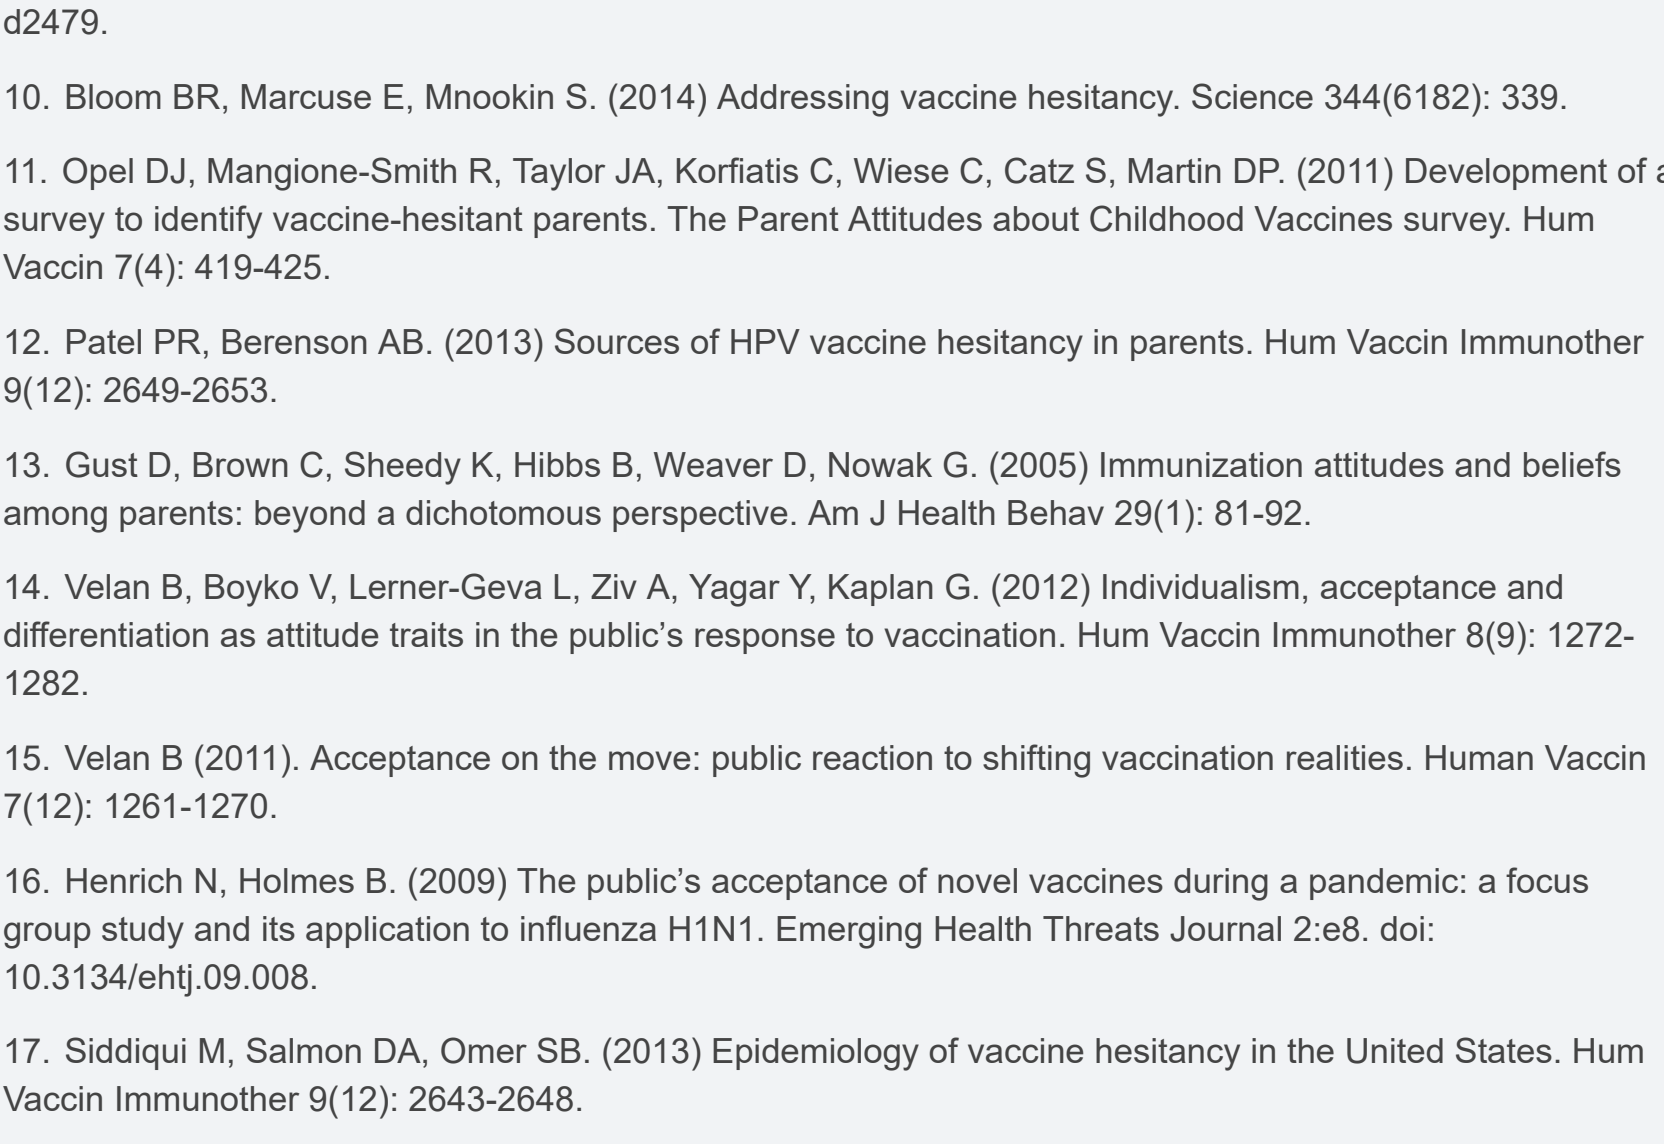 d2479.
10. Bloom BR, Marcuse E, Mnookin S. (2014) Addressing vaccine hesitancy. Science 344(6182): 339.
11. Opel DJ, Mangione-Smith R, Taylor JA, Korfiatis C, Wiese C, Catz S, Martin DP. (2011) Development of a
survey to identify vaccine-hesitant parents. The Parent Attitudes about Childhood Vaccines survey. Hum
Vaccin 7(4): 419-425.
12. Patel PR, Berenson AB. (2013) Sources of HPV vaccine hesitancy in parents. Hum Vaccin Immunother
9(12): 2649-2653.
13. Gust D, Brown C, Sheedy K, Hibbs B, Weaver D, Nowak G. (2005) Immunization attitudes and beliefs
among parents: beyond a dichotomous perspective. Am J Health Behav 29(1): 81-92.
14. Velan B, Boyko V, Lerner-Geva L, Ziv A, Yagar Y, Kaplan G. (2012) Individualism, acceptance and
differentiation as attitude traits in the public’s response to vaccination. Hum Vaccin Immunother 8(9): 1272-
1282.
15. Velan B (2011). Acceptance on the move: public reaction to shifting vaccination realities. Human Vaccin
7(12): 1261-1270.
16. Henrich N, Holmes B. (2009) The public’s acceptance of novel vaccines during a pandemic: a focus
group study and its application to influenza H1N1. Emerging Health Threats Journal 2:e8. doi:
10.3134/ehtj.09.008.
17. Siddiqui M, Salmon DA, Omer SB. (2013) Epidemiology of vaccine hesitancy in the United States. Hum
Vaccin Immunother 9(12): 2643-2648.